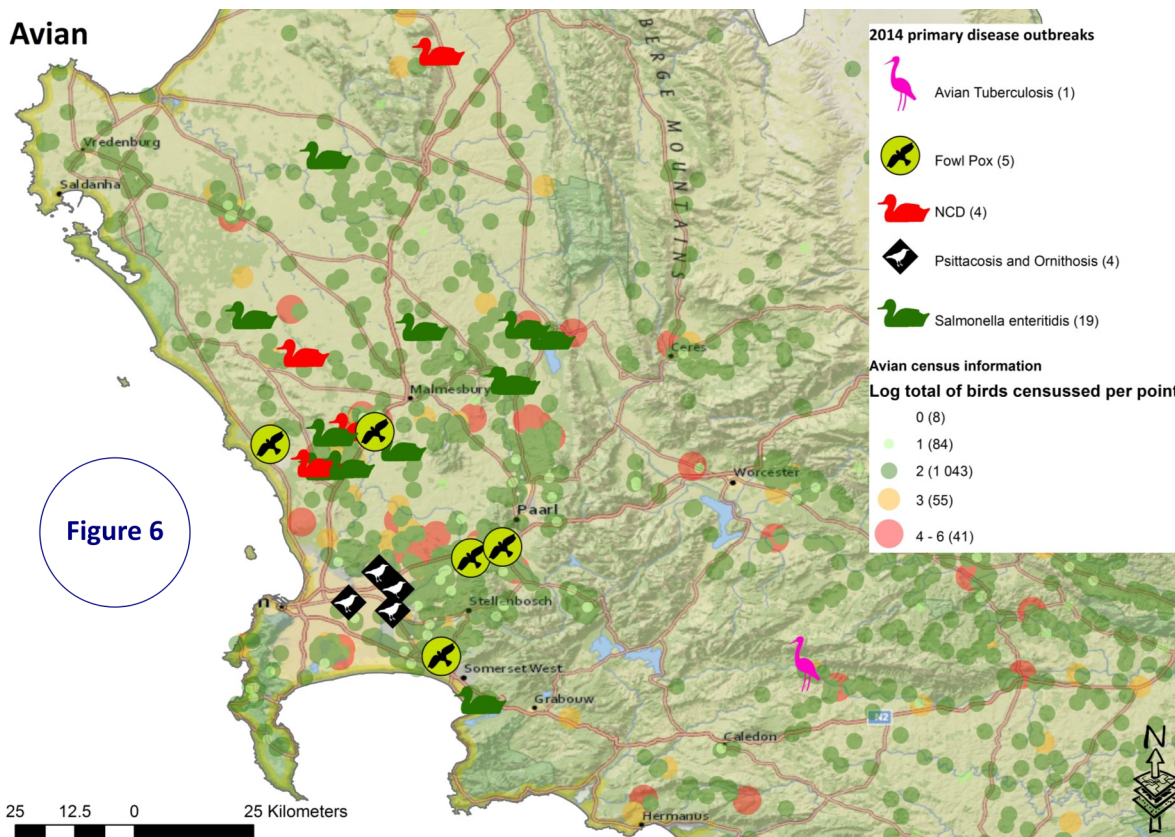 Avian
BERGE MOUNTAINS
Vredenburg
Saldanha
Ceres
Malmesbury
Worcester
Figure 6
Paarl
n
Stellenbosch
Somerset West
Grabouw
N2
Caledon
Hermanus
2014 primary disease outbreaks
Avian Tuberculosis (1)
Fowl Pox (5)
NCD (4)
Psittacosis and Ornithosis (4)
Salmonella enteritidis (19)
Avian census information
Log total of birds censussed per point
0 (8)
1 (84)
2 (1 043)
3 (55)
4 - 6 (41)
N
25 12.5 0 25 Kilometers